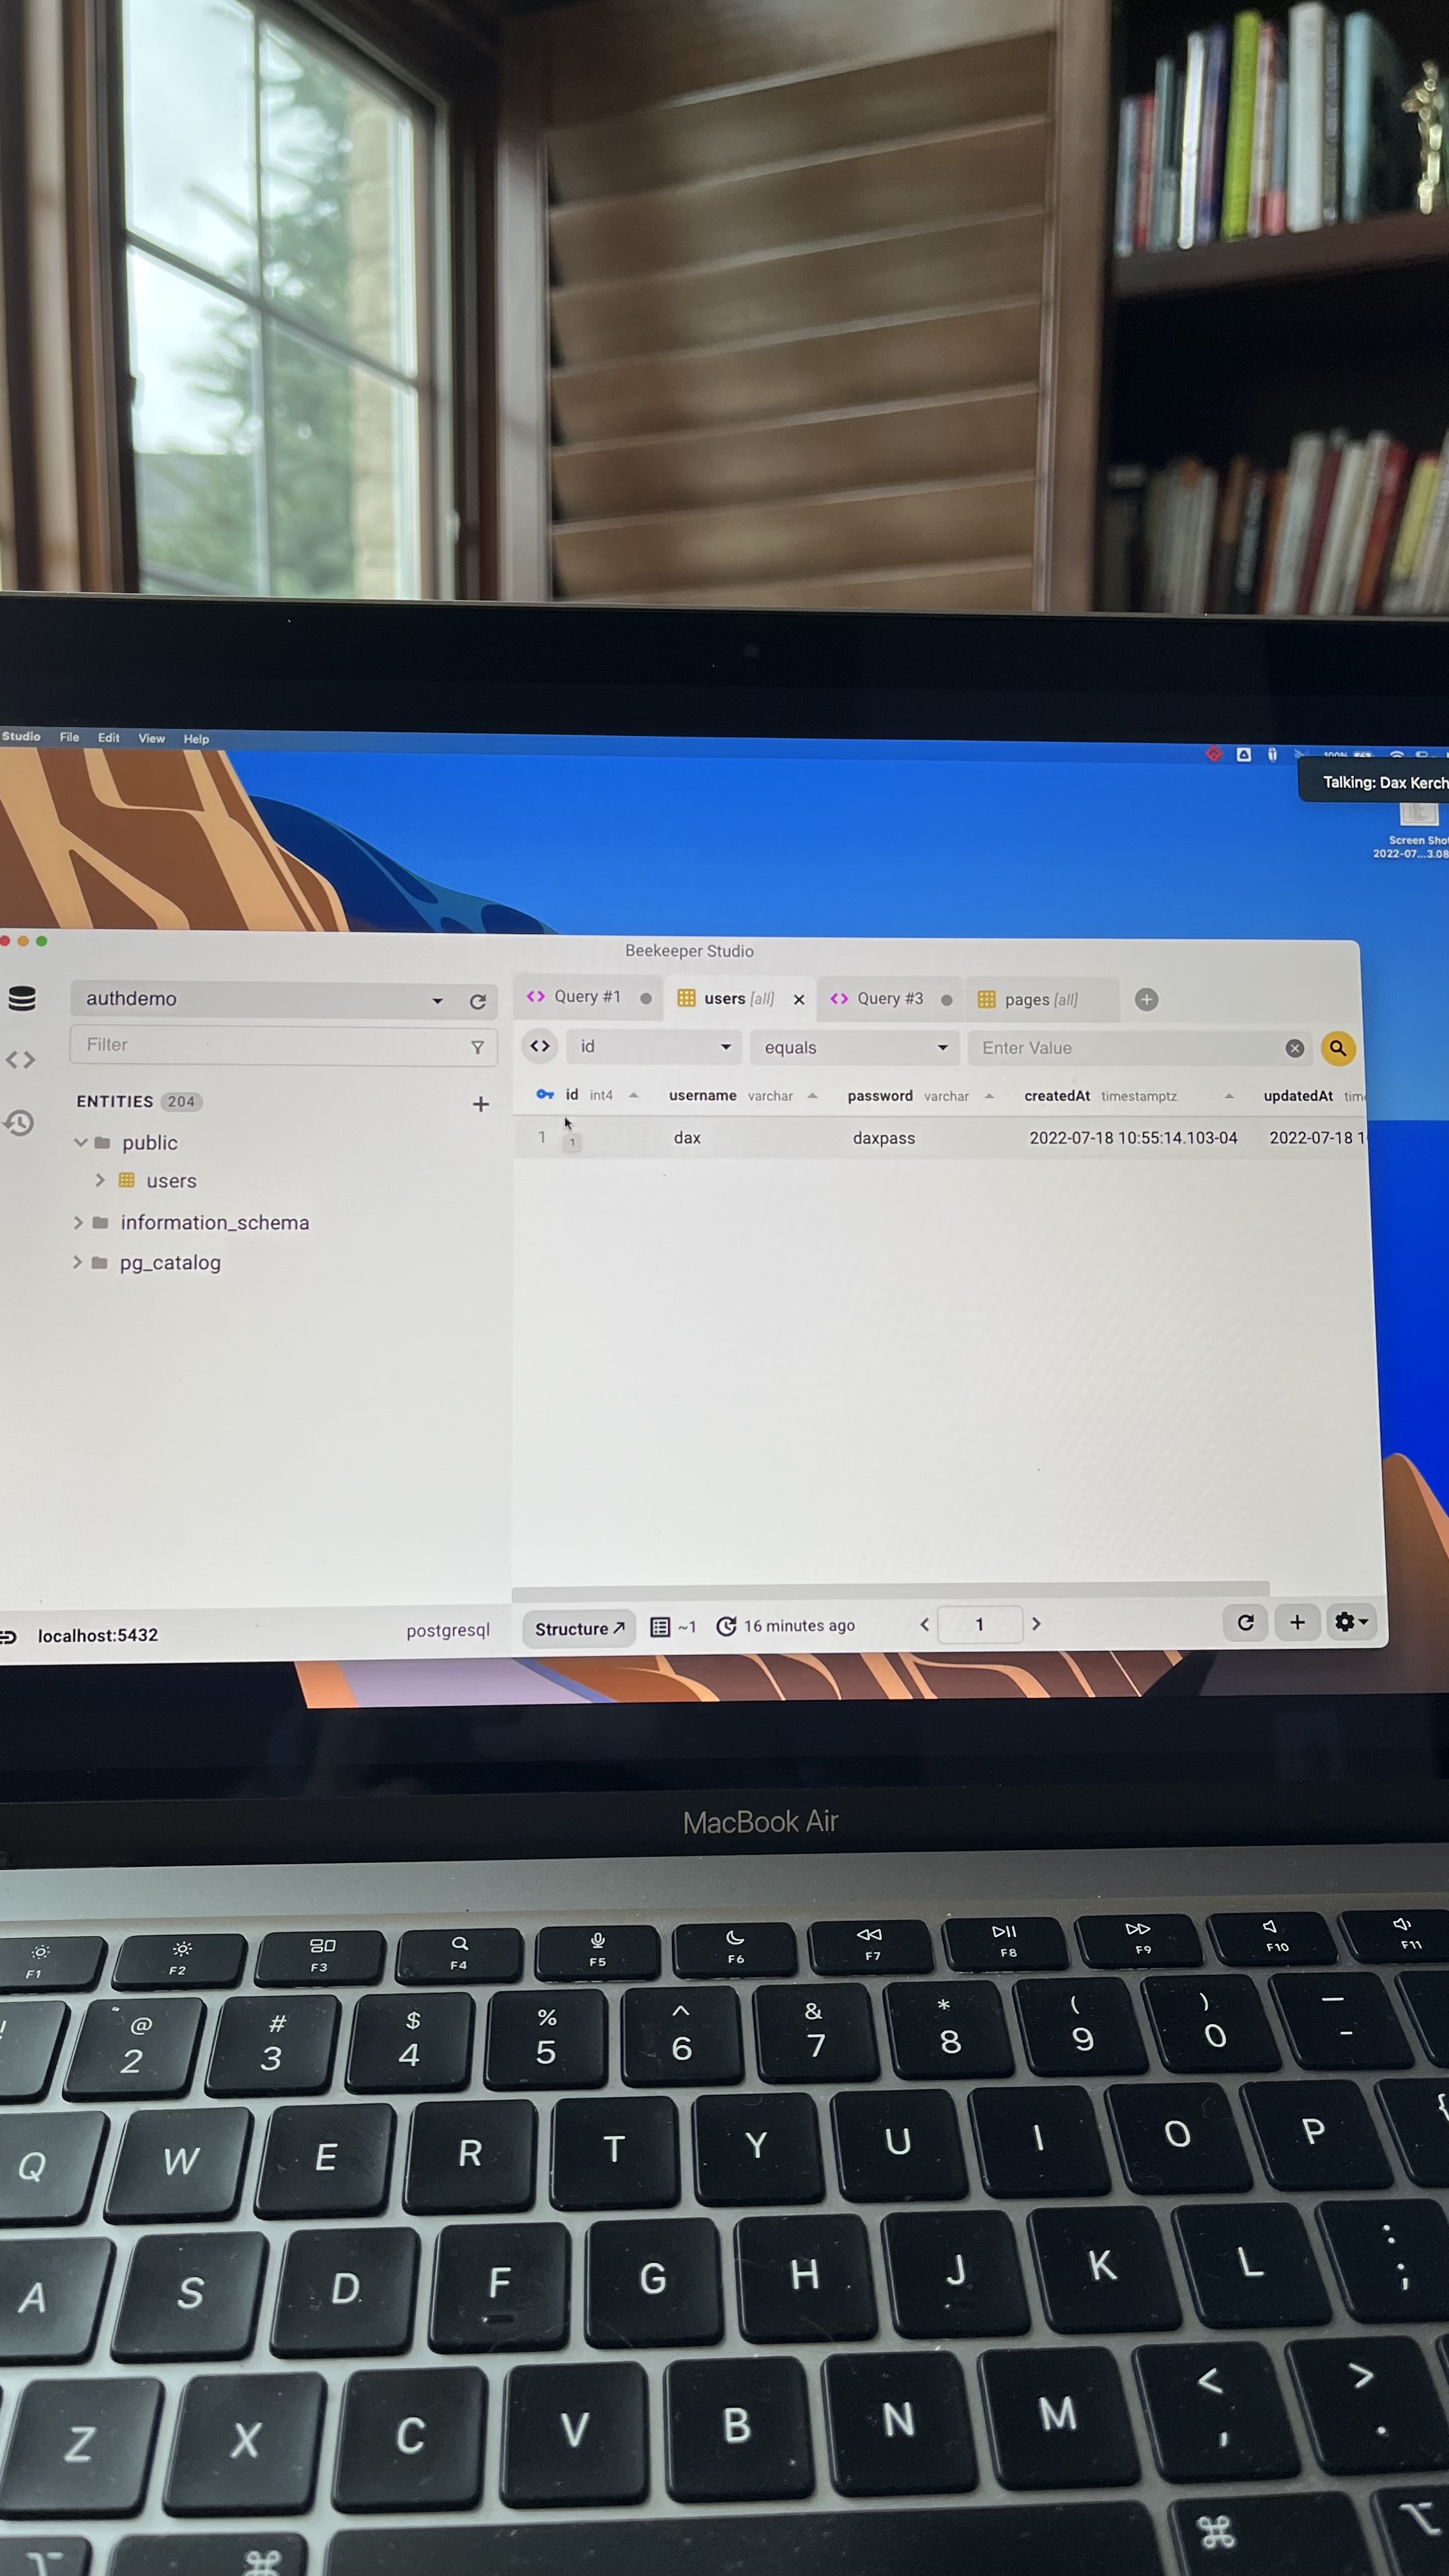 Studio File Edit View Help
100%
Talking: Dax Kerch
Screen Sho
2022-07...3.08
Beekeeper Studio
authdemo
Query #1
users [all]
Query #3
pages [all]
Filter
id
equals
Enter Value
ENTITIES 204
id int4 username varchar password varchar createdAt timestamptz updatedAt tim
1 1 dax daxpass 2022-07-18 10:55:14.103-04 2022-07-18 1
public
users
information_schema
pg_catalog
localhost:5432
postgresql
Structure
~1
16 minutes ago
1
MacBook Air
F1 F2 F3 F4 F5 F6 F7 F8 F9 F10 F11
! @ # $ % ^ & * ( ) —
2 3 4 5 6 7 8 9 0 -
Q W E R T Y U I O P {
A S D F G H J K L : ;
Z X C V B N M < , > .
⌥ ⌘ ⌘ ⌥